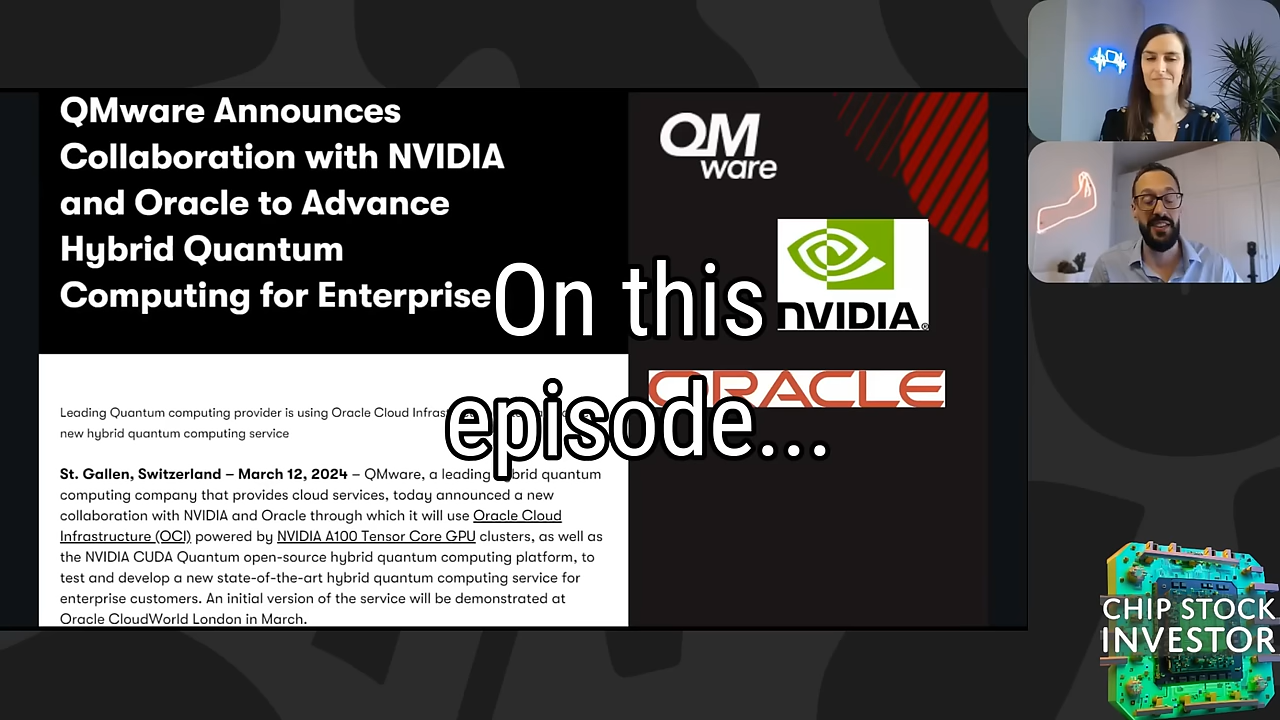 QMware Announces
Collaboration with NVIDIA
and Oracle to Advance
Hybrid Quantum
Computing for Enterprise
Leading Quantum computing provider is using Oracle Cloud
new hybrid quantum computing service
St. Gallen, Switzerland – March 12, 2024 – QMware, a leading hybrid quantum
computing company that provides cloud services, today announced a new
collaboration with NVIDIA and Oracle through which it will use Oracle Cloud
Infrastructure (OCI) powered by NVIDIA A100 Tensor Core GPU clusters, as well as
the NVIDIA CUDA Quantum open-source hybrid quantum computing platform, to
test and develop a new state-of-the-art hybrid quantum computing service for
enterprise customers. An initial version of the service will be demonstrated at
Oracle CloudWorld London in March.
QM
ware
NVIDIA®
ORACLE
On this
episode...
CHIP STOCK
INVESTOR